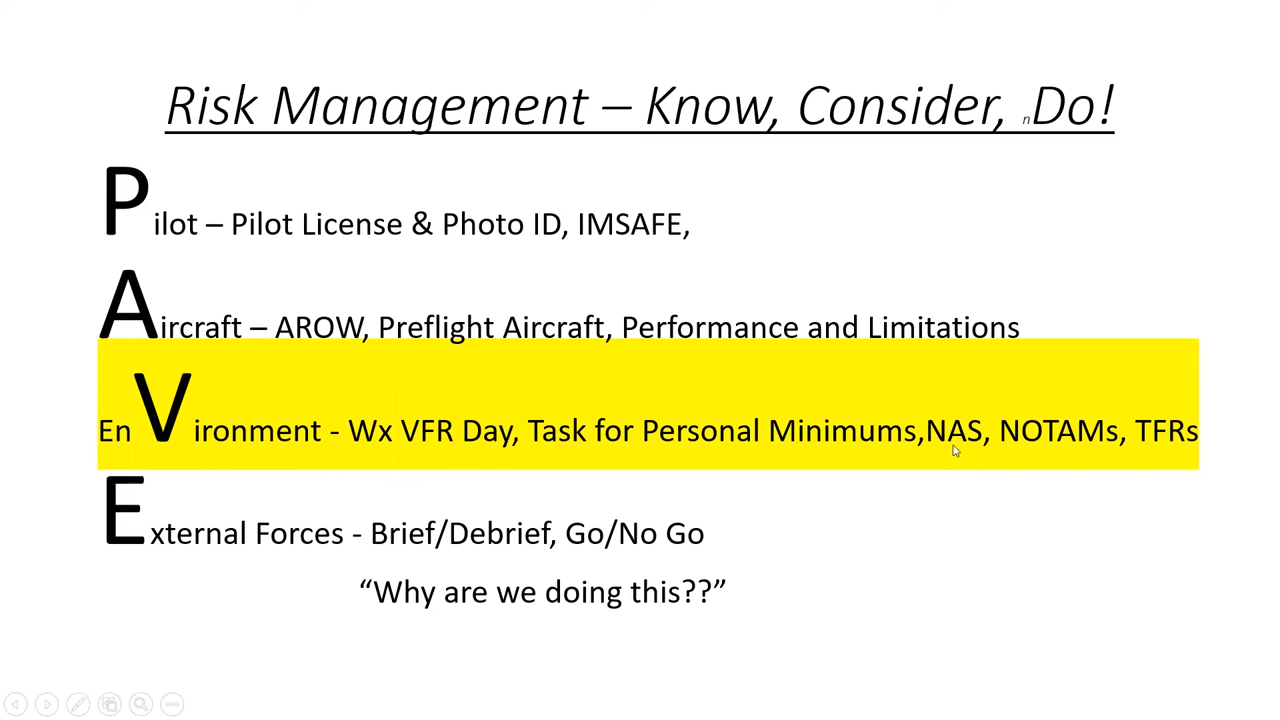 Risk Management – Know, Consider, nDo!
Pilot – Pilot License & Photo ID, IMSAFE,
Aircraft – AROW, Preflight Aircraft, Performance and Limitations
EnVironment - Wx VFR Day, Task for Personal Minimums,NAS, NOTAMs, TFRs
External Forces - Brief/Debrief, Go/No Go
“Why are we doing this??”